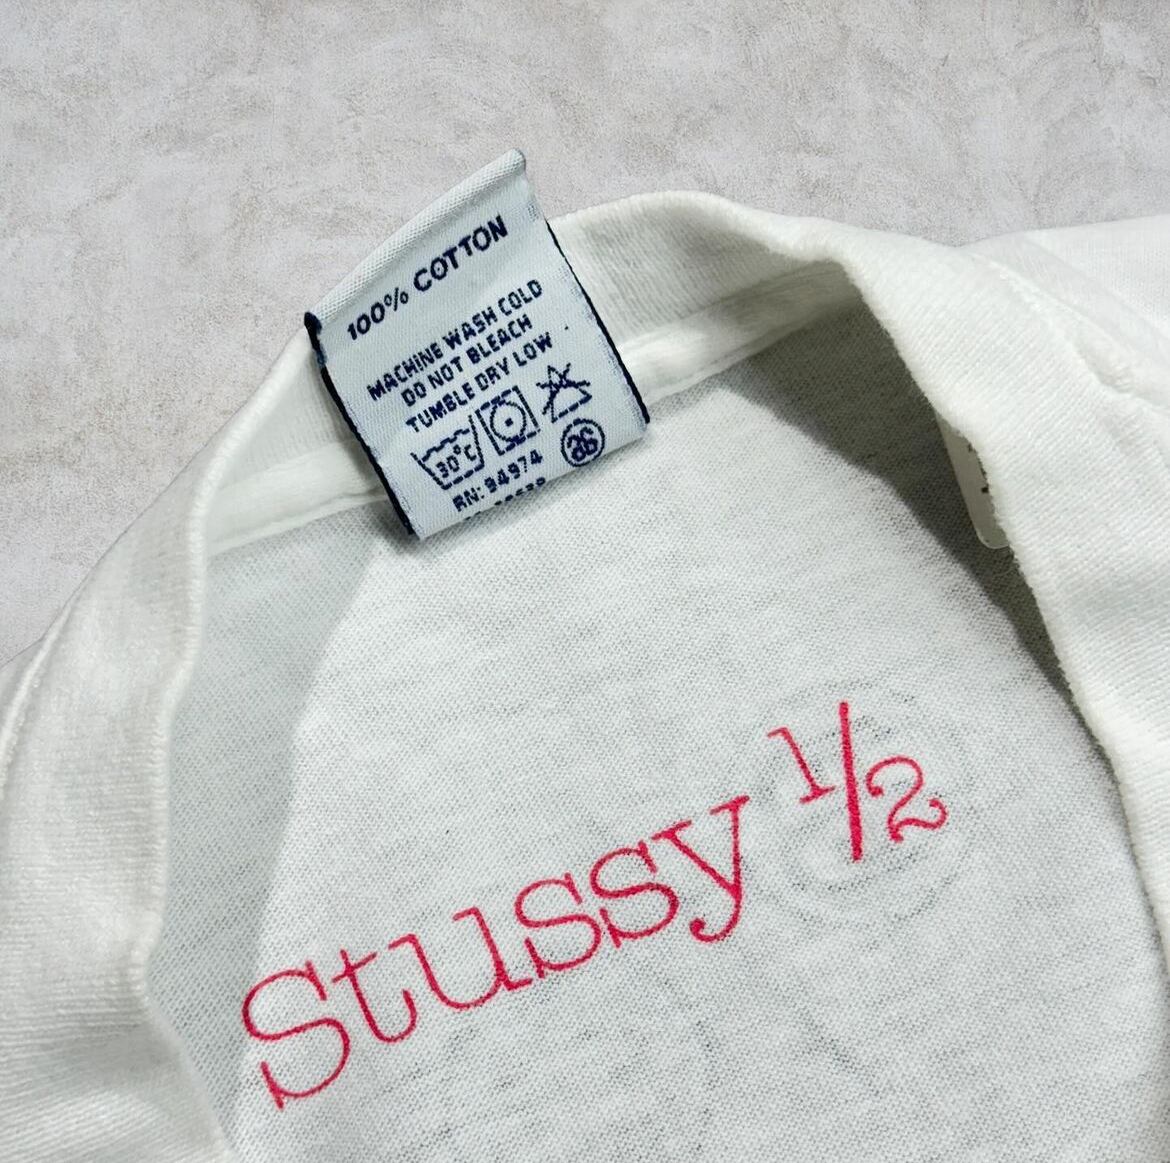 100% COTTON
MACHINE WASH COLD
DO NOT BLEACH
TUMBLE DRY LOW
30°C
RN: 94974
Stussy ½